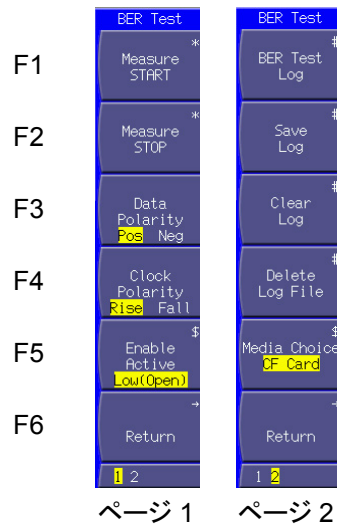 BER Test
F1
*
Measure
START
F2
*
Measure
STOP
F3
Data
Polarity
Pos Neg
F4
Clock
Polarity
Rise Fall
F5
$
Enable
Active
Low(Open)
F6
→
Return
1 2
ページ 1
BER Test
#
BER Test
Log
#
Save
Log
#
Clear
Log
#
Delete
Log File
$
Media Choice
CF Card
→
Return
1 2
ページ 2